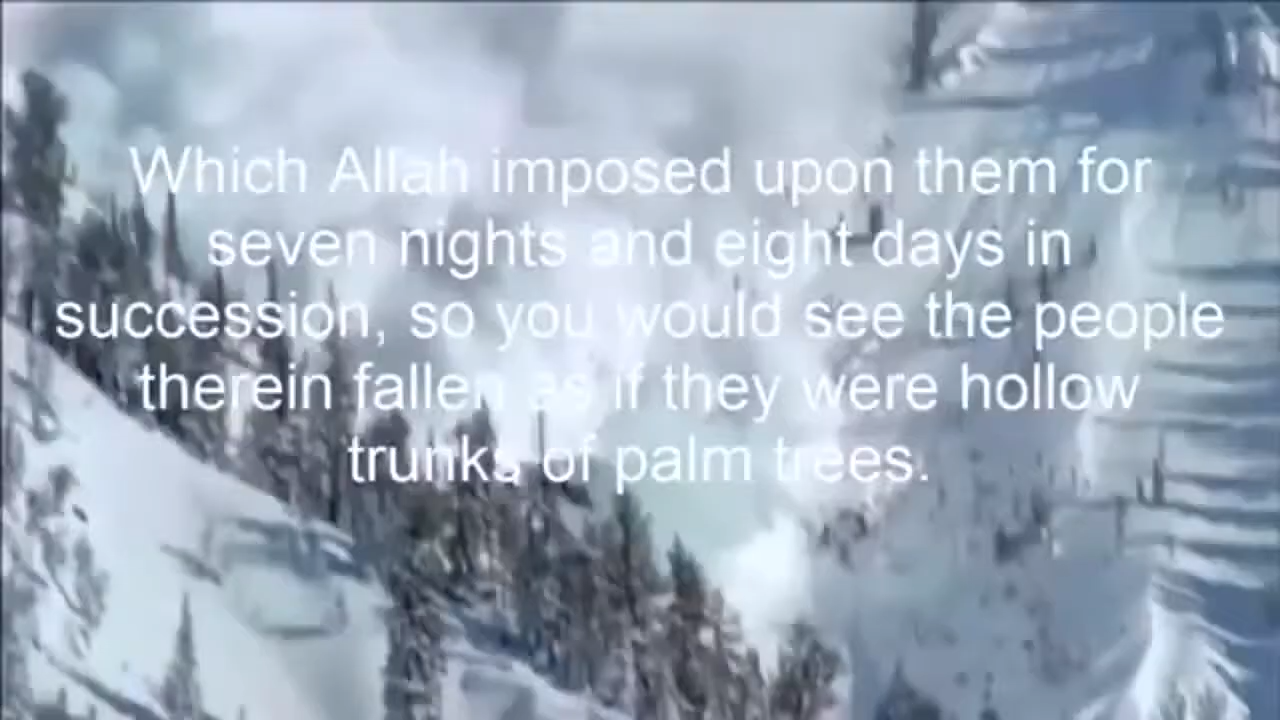 Which Allah imposed upon them for
seven nights and eight days in
succession, so you would see the people
therein fallen as if they were hollow
trunks of palm trees.